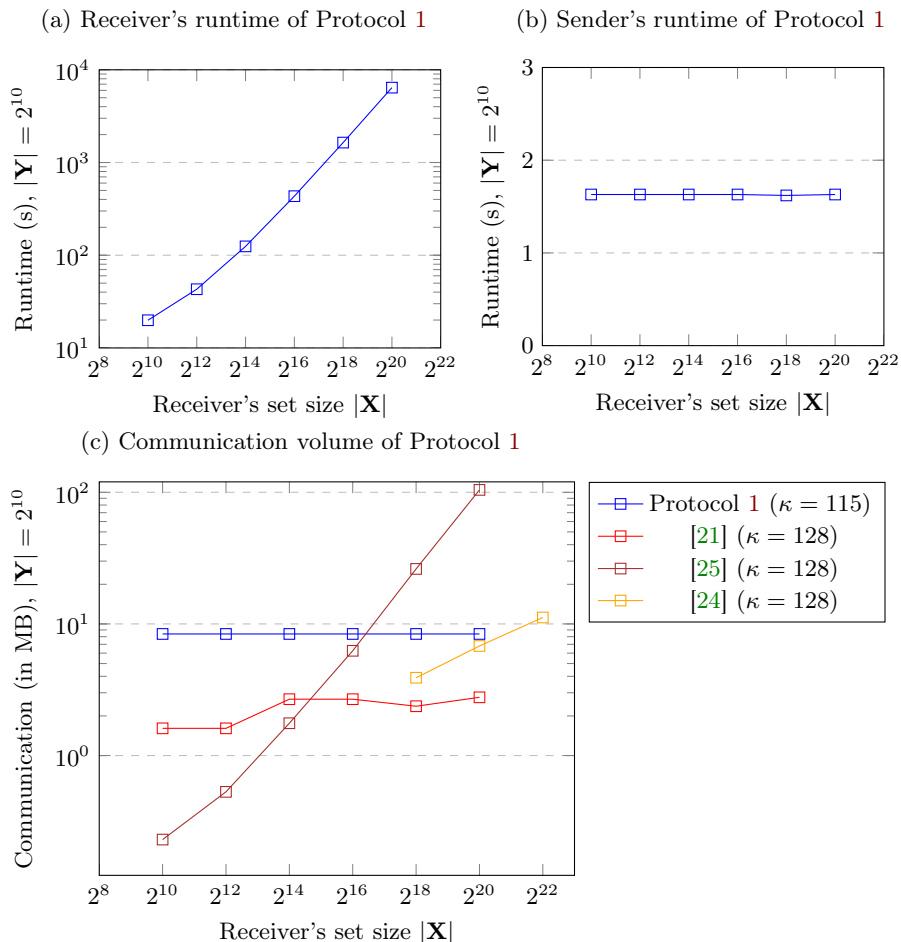 (a) Receiver's runtime of Protocol 1
10^4
10^3
10^2
10^1
Runtime (s), |Y| = 2^10
2^8 2^10 2^12 2^14 2^16 2^18 2^20 2^22
Receiver's set size |X|
(b) Sender's runtime of Protocol 1
3
2
1
0
Runtime (s), |Y| = 2^10
2^8 2^10 2^12 2^14 2^16 2^18 2^20 2^22
Receiver's set size |X|
(c) Communication volume of Protocol 1
10^2
10^1
10^0
Communication (in MB), |Y| = 2^10
2^8 2^10 2^12 2^14 2^16 2^18 2^20 2^22
Receiver's set size |X|
Protocol 1 (κ = 115)
[21] (κ = 128)
[25] (κ = 128)
[24] (κ = 128)